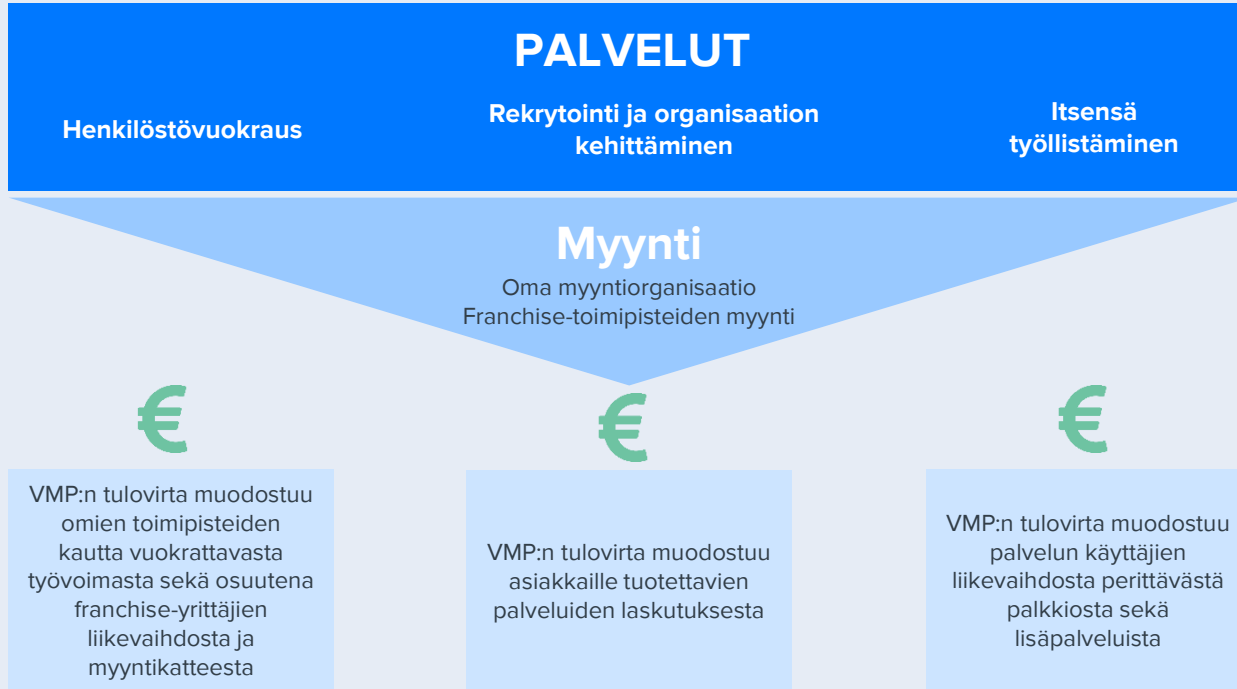 PALVELUT
Henkilöstövuokraus
Rekrytointi ja organisaation
kehittäminen
Itsensä
työllistäminen
Myynti
Oma myyntiorganisaatio
Franchise-toimipisteiden myynti
€
€
€
VMP:n tulovirta muodostuu
omien toimipisteiden
kautta vuokrattavasta
työvoimasta sekä osuutena
franchise-yrittäjien
liikevaihdosta ja
myyntikatteesta
VMP:n tulovirta muodostuu
asiakkaille tuotettavien
palveluiden laskutuksesta
VMP:n tulovirta muodostuu
palvelun käyttäjien
liikevaihdosta perittävästä
palkkiosta sekä
lisäpalveluista